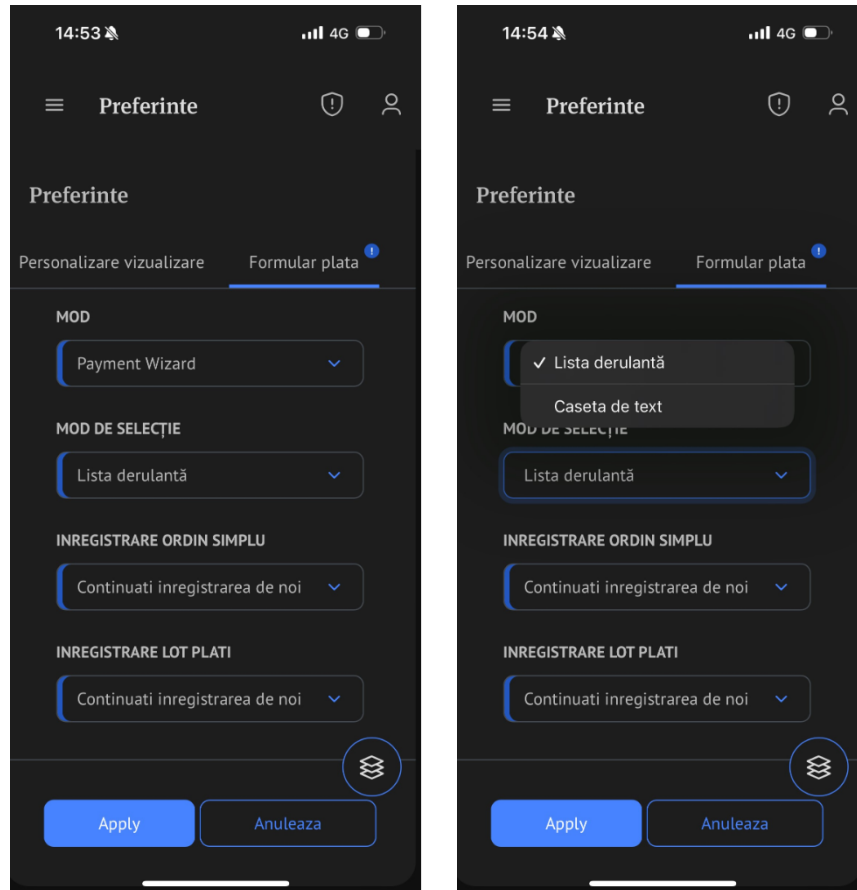 14:53
4G
Preferinte
Preferinte
Personalizare vizualizare
Formular plata
!
MOD
Payment Wizard
MOD DE SELECȚIE
Lista derulantă
INREGISTRARE ORDIN SIMPLU
Continuati inregistrarea de noi
INREGISTRARE LOT PLATI
Continuati inregistrarea de noi
Apply
Anuleaza
14:54
4G
Preferinte
Preferinte
Personalizare vizualizare
Formular plata
!
MOD
✓ Lista derulantă
Caseta de text
MOD DE SELECȚIE
Lista derulantă
INREGISTRARE ORDIN SIMPLU
Continuati inregistrarea de noi
INREGISTRARE LOT PLATI
Continuati inregistrarea de noi
Apply
Anuleaza